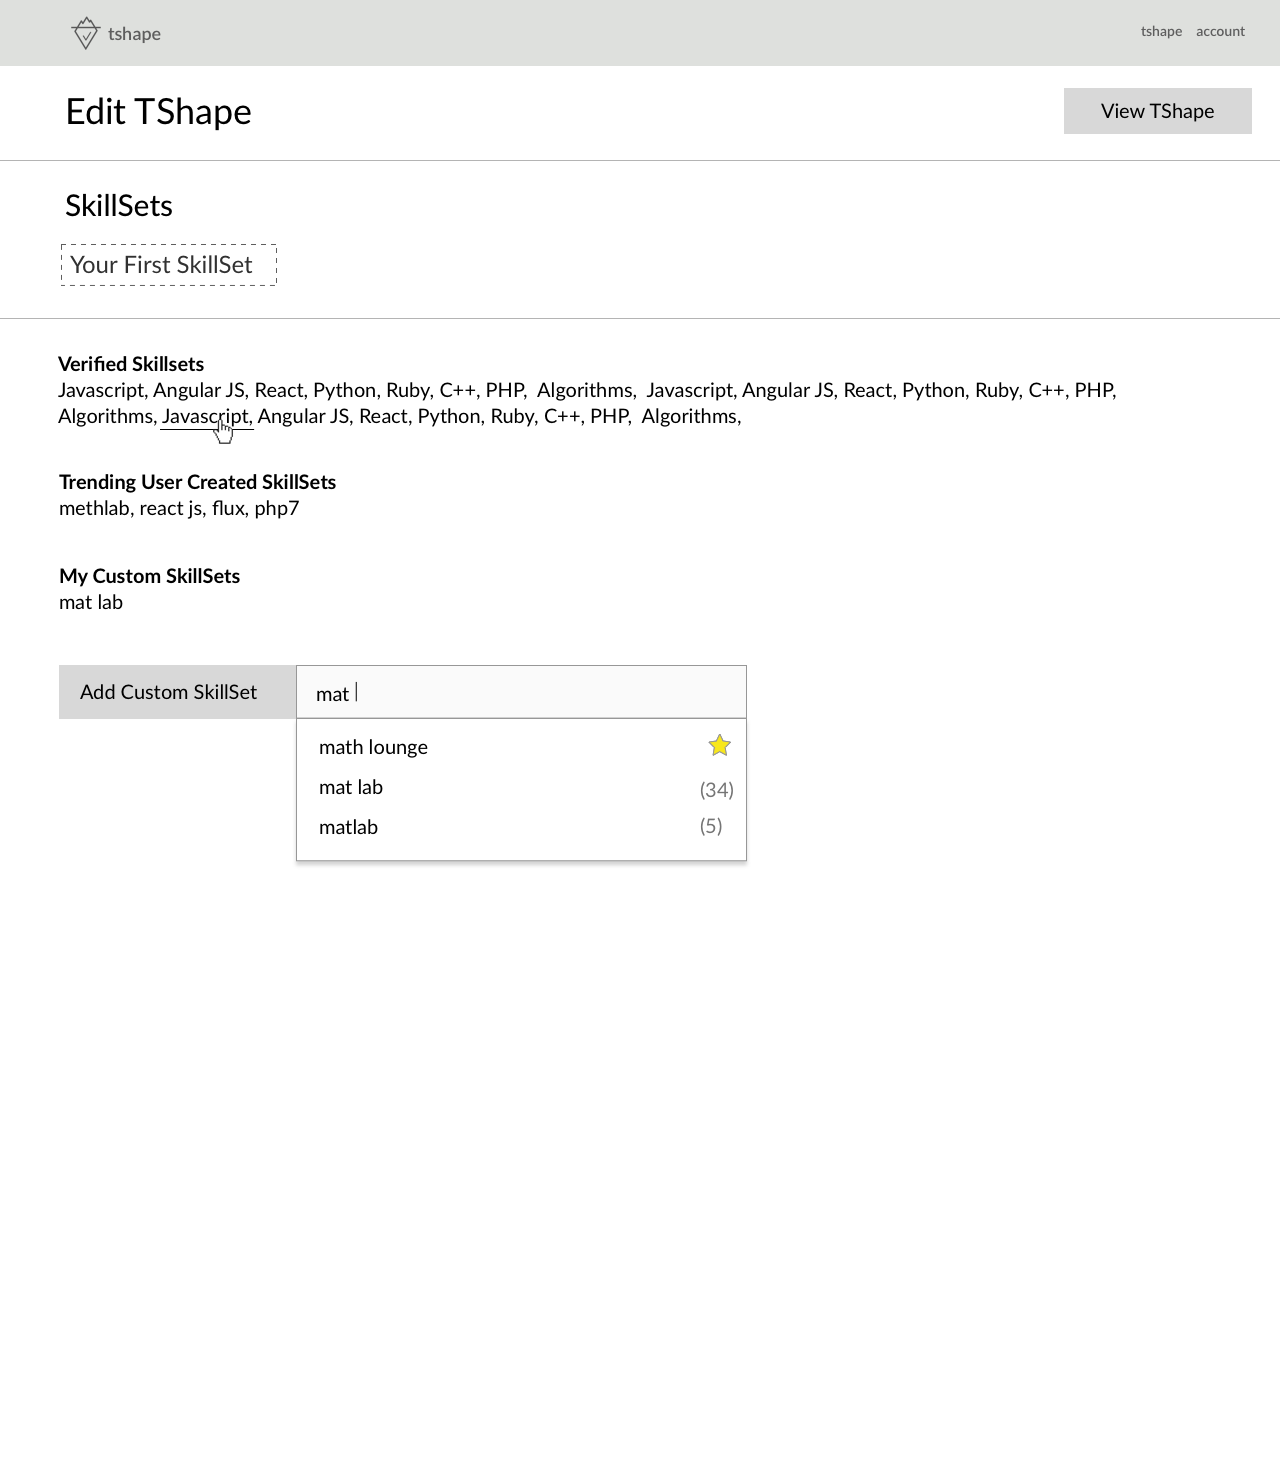 tshape
tshape account
Edit TShape
View TShape
SkillSets
Your First SkillSet
Verified Skillsets
Javascript, Angular JS, React, Python, Ruby, C++, PHP,  Algorithms,  Javascript, Angular JS, React, Python, Ruby, C++, PHP,
Algorithms, Javascript, Angular JS, React, Python, Ruby, C++, PHP,  Algorithms,
Trending User Created SkillSets
methlab, react js, flux, php7
My Custom SkillSets
mat lab
Add Custom SkillSet
mat
math lounge
mat lab (34)
matlab (5)